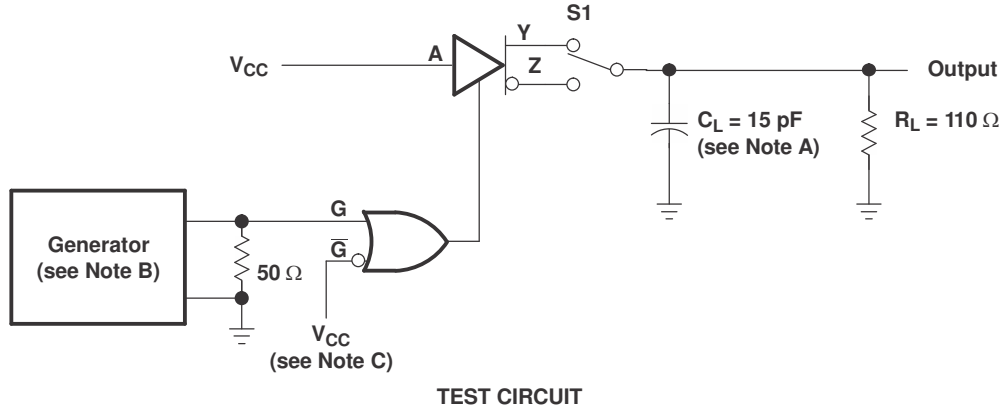 S1
Y
A
Z
VCC
Output
CL = 15 pF
(see Note A)
RL = 110 Ω
G
G̅
Generator
(see Note B)
50 Ω
VCC
(see Note C)
TEST CIRCUIT